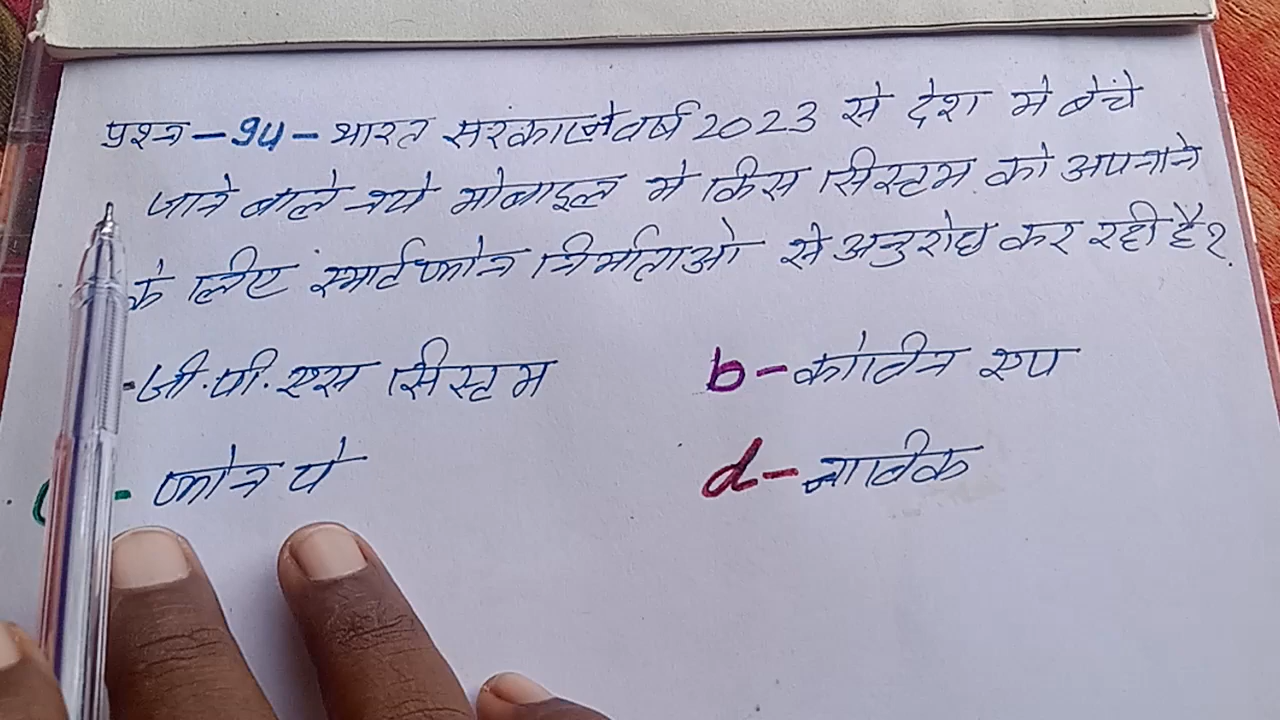 प्रश्न-94-भारत सरकार ने वर्ष 2023 से देश मे बेचे
जाने बाले नये मोबाइल मे किस सिस्टम को अपनाने
के लिए स्मार्टफोन निर्माताओ से अनुरोध कर रही है?
-जी.पी.एस सिस्टम
b-कोविन एप
c-फोन पे
d-नाविक